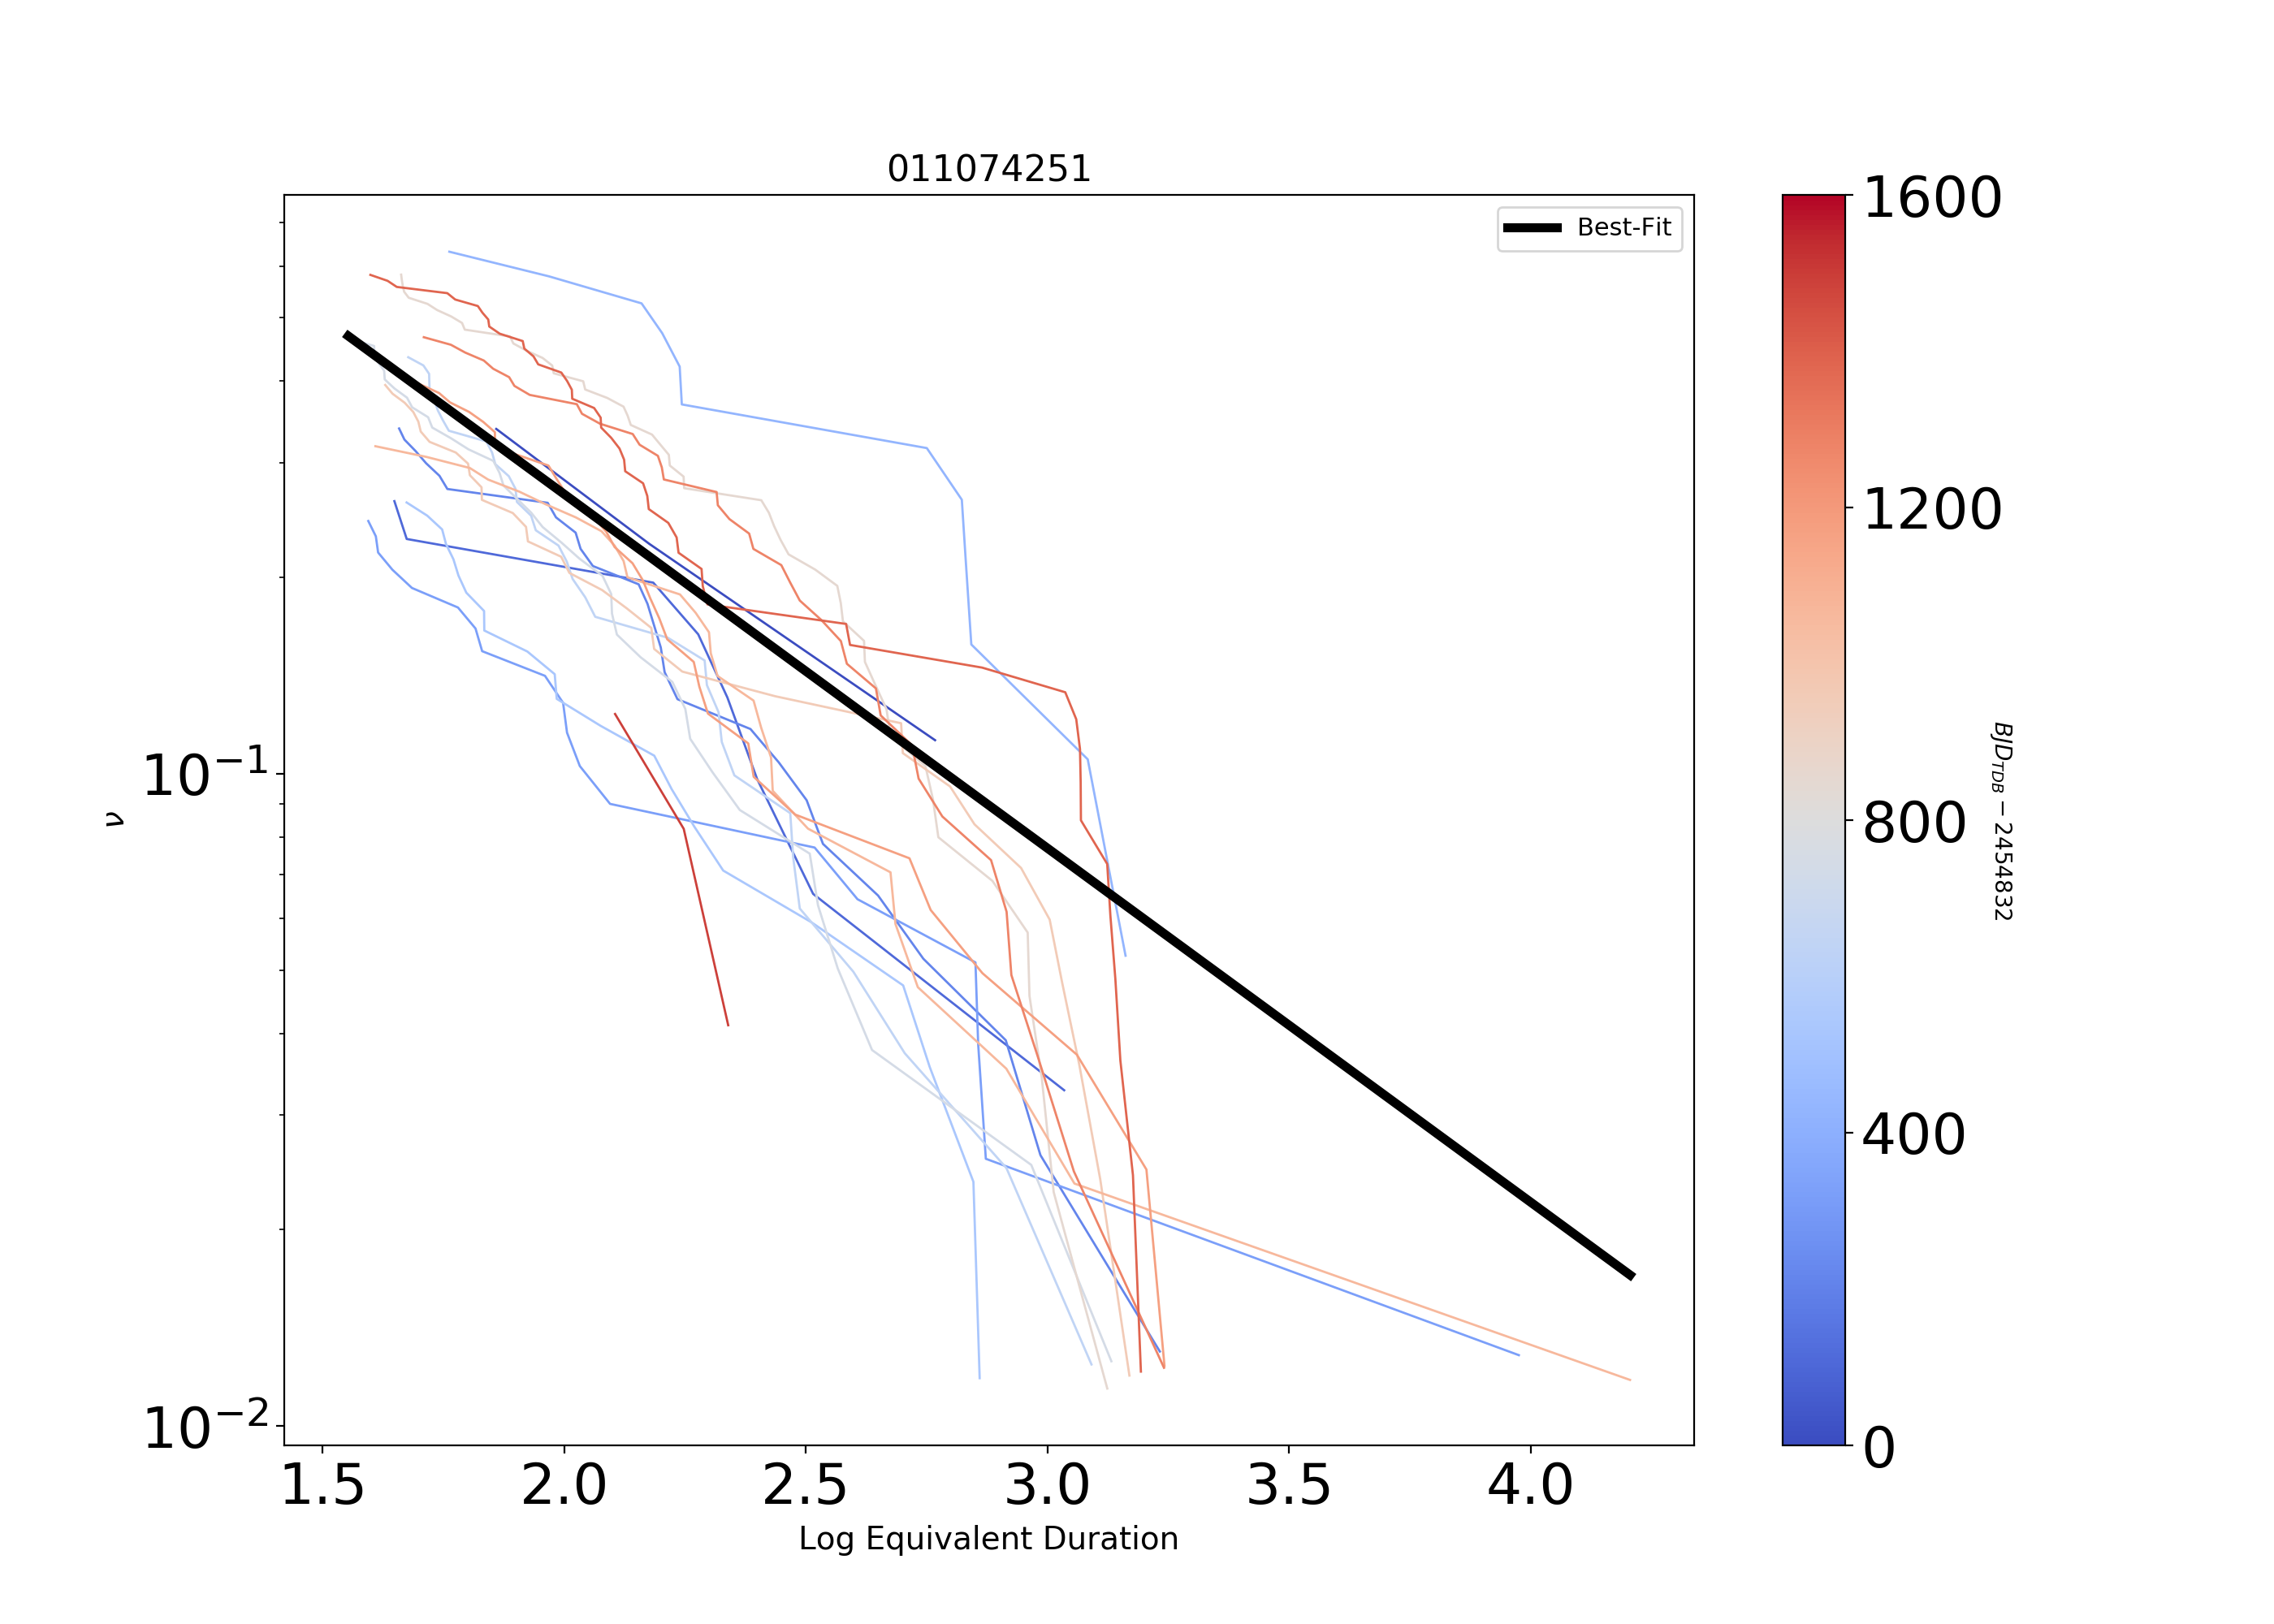 011074251
Best-Fit
ν
10⁻¹
10⁻²
1.5 2.0 2.5 3.0 3.5 4.0
Log Equivalent Duration
1600
1200
800
400
0
BJD_TDB − 2454832